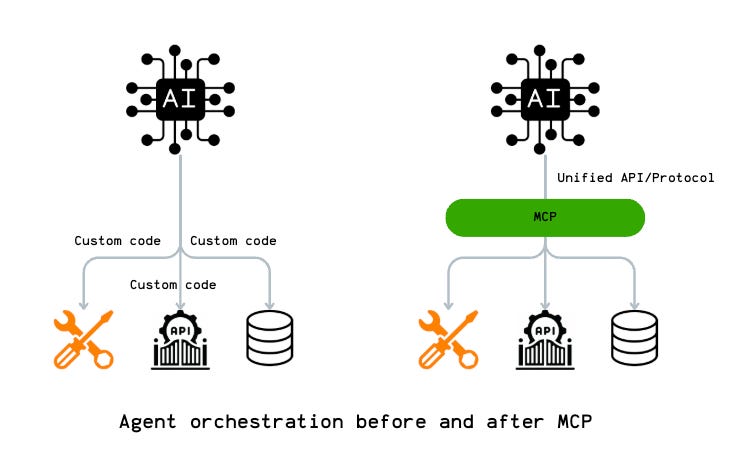 AI
Custom code
Custom code
Custom code
API
AI
Unified API/Protocol
MCP
API
Agent orchestration before and after MCP